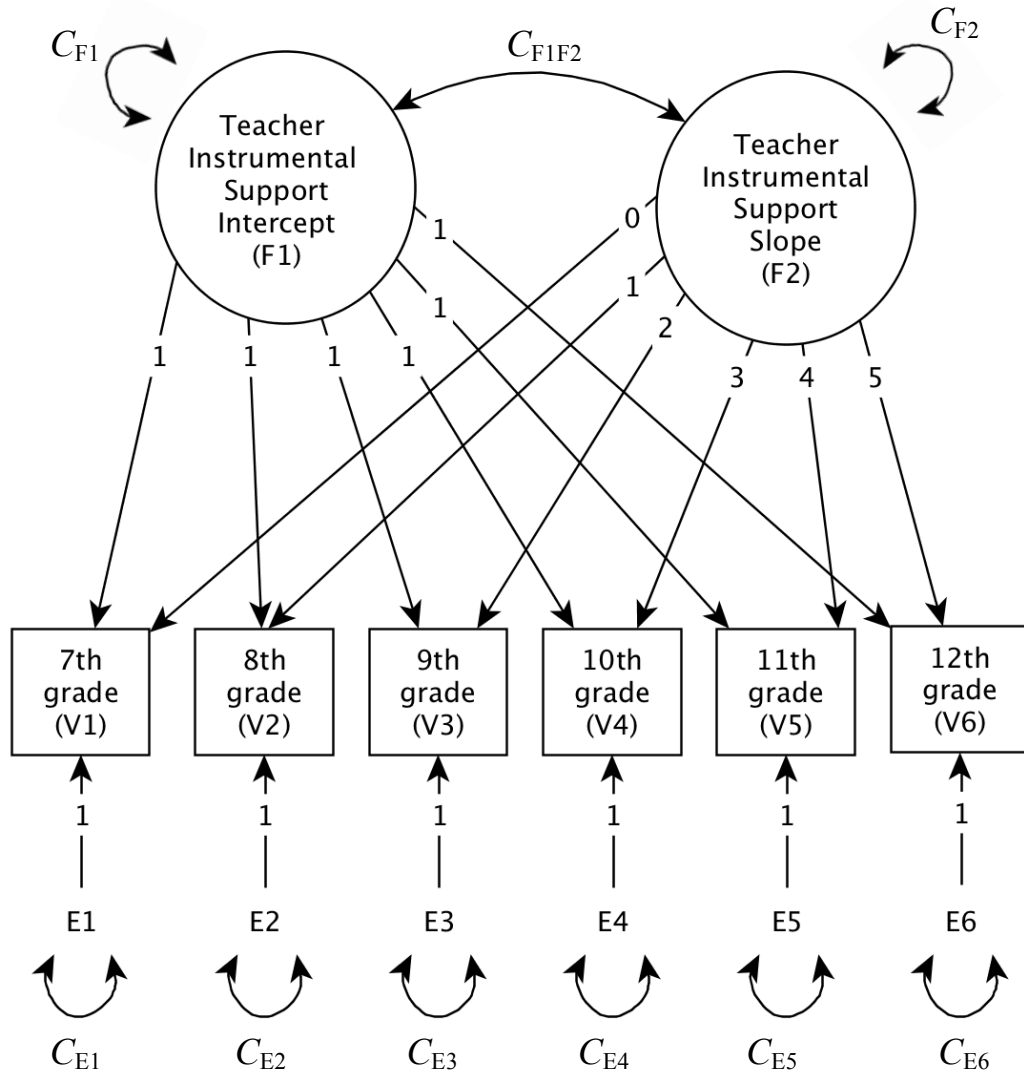 C_F1
C_F1F2
C_F2
Teacher
Instrumental
Support
Intercept
(F1)
Teacher
Instrumental
Support
Slope
(F2)
1
0
1
1
2
1
1
1
1
3
4
5
7th
grade
(V1)
8th
grade
(V2)
9th
grade
(V3)
10th
grade
(V4)
11th
grade
(V5)
12th
grade
(V6)
1
1
1
1
1
1
E1
E2
E3
E4
E5
E6
C_E1
C_E2
C_E3
C_E4
C_E5
C_E6